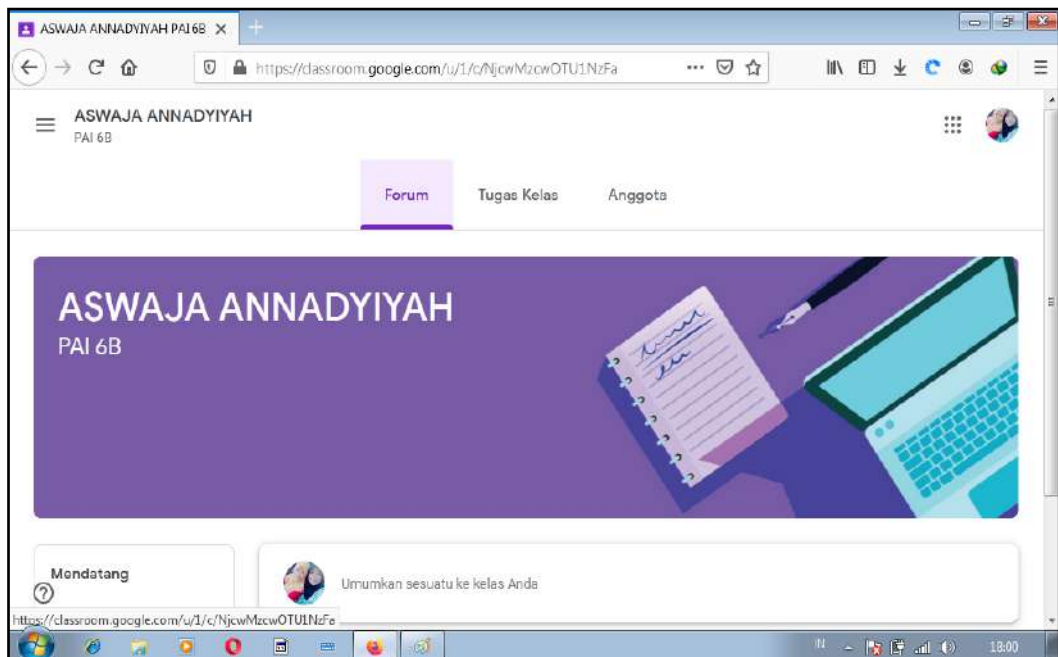 ASWAJA ANNADYIYAH PAI 6B
https://classroom.google.com/u/1/c/NjcwMzcwOTU1NzFa
ASWAJA ANNADYIYAH
PAI 6B
Forum Tugas Kelas Anggota
ASWAJA ANNADYIYAH
PAI 6B
Mendatang
Umumkan sesuatu ke kelas Anda
https://classroom.google.com/u/1/c/NjcwMzcwOTU1NzFa
IN 18:00